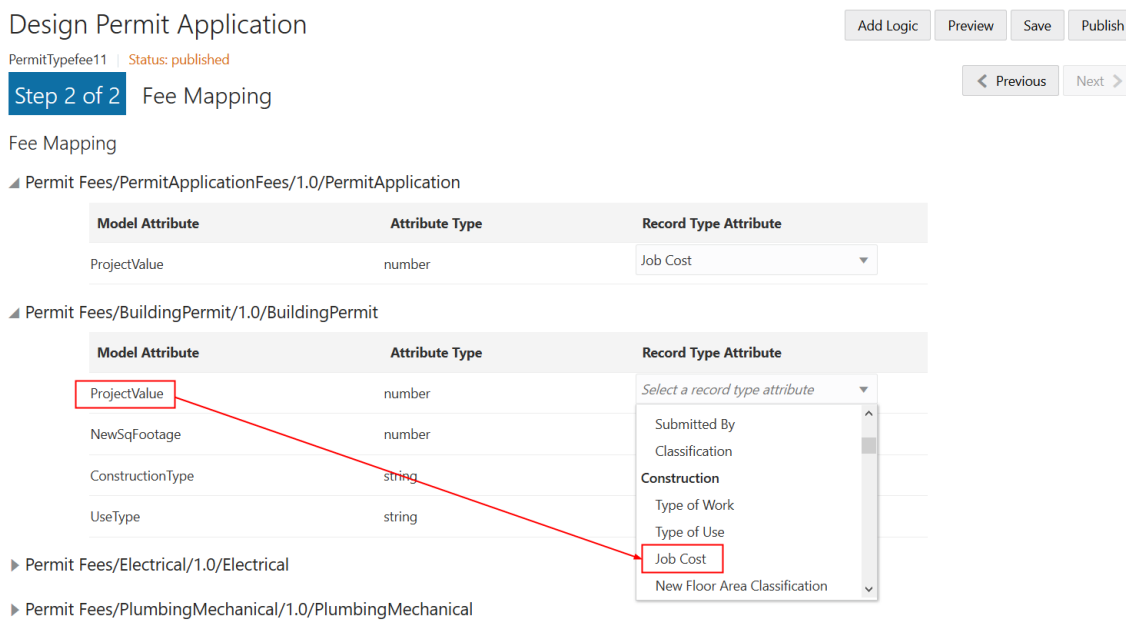 Design Permit Application
Add Logic Preview Save Publish
PermitTypefee11 Status: published
Step 2 of 2 Fee Mapping
Previous Next
Fee Mapping
Permit Fees/PermitApplicationFees/1.0/PermitApplication
Model Attribute Attribute Type Record Type Attribute
ProjectValue number Job Cost
Permit Fees/BuildingPermit/1.0/BuildingPermit
Model Attribute Attribute Type Record Type Attribute
ProjectValue number Select a record type attribute
Submitted By
NewSqFootage number
Classification
ConstructionType string
Construction
Type of Work
UseType string
Type of Use
Job Cost
Permit Fees/Electrical/1.0/Electrical
New Floor Area Classification
Permit Fees/PlumbingMechanical/1.0/PlumbingMechanical